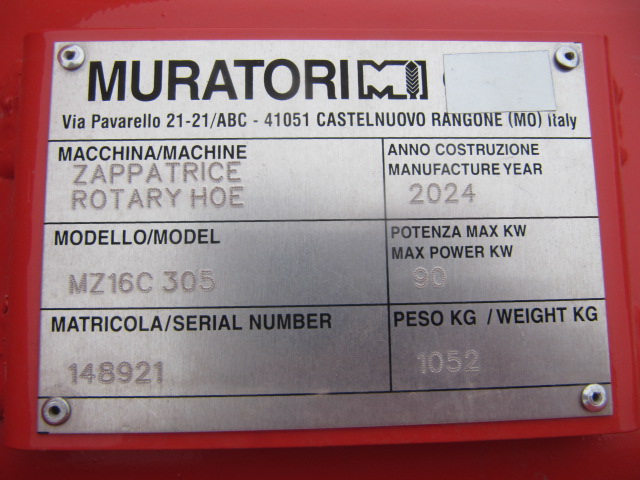 MURATORI MI
Via Pavarello 21-21/ABC - 41051 CASTELNUOVO RANGONE (MO) Italy
MACCHINA/MACHINE
ZAPPATRICE
ROTARY HOE
ANNO COSTRUZIONE
MANUFACTURE YEAR
2024
MODELLO/MODEL
MZ16C 305
POTENZA MAX KW
MAX POWER KW
90
MATRICOLA/SERIAL NUMBER
148921
PESO KG / WEIGHT KG
1052